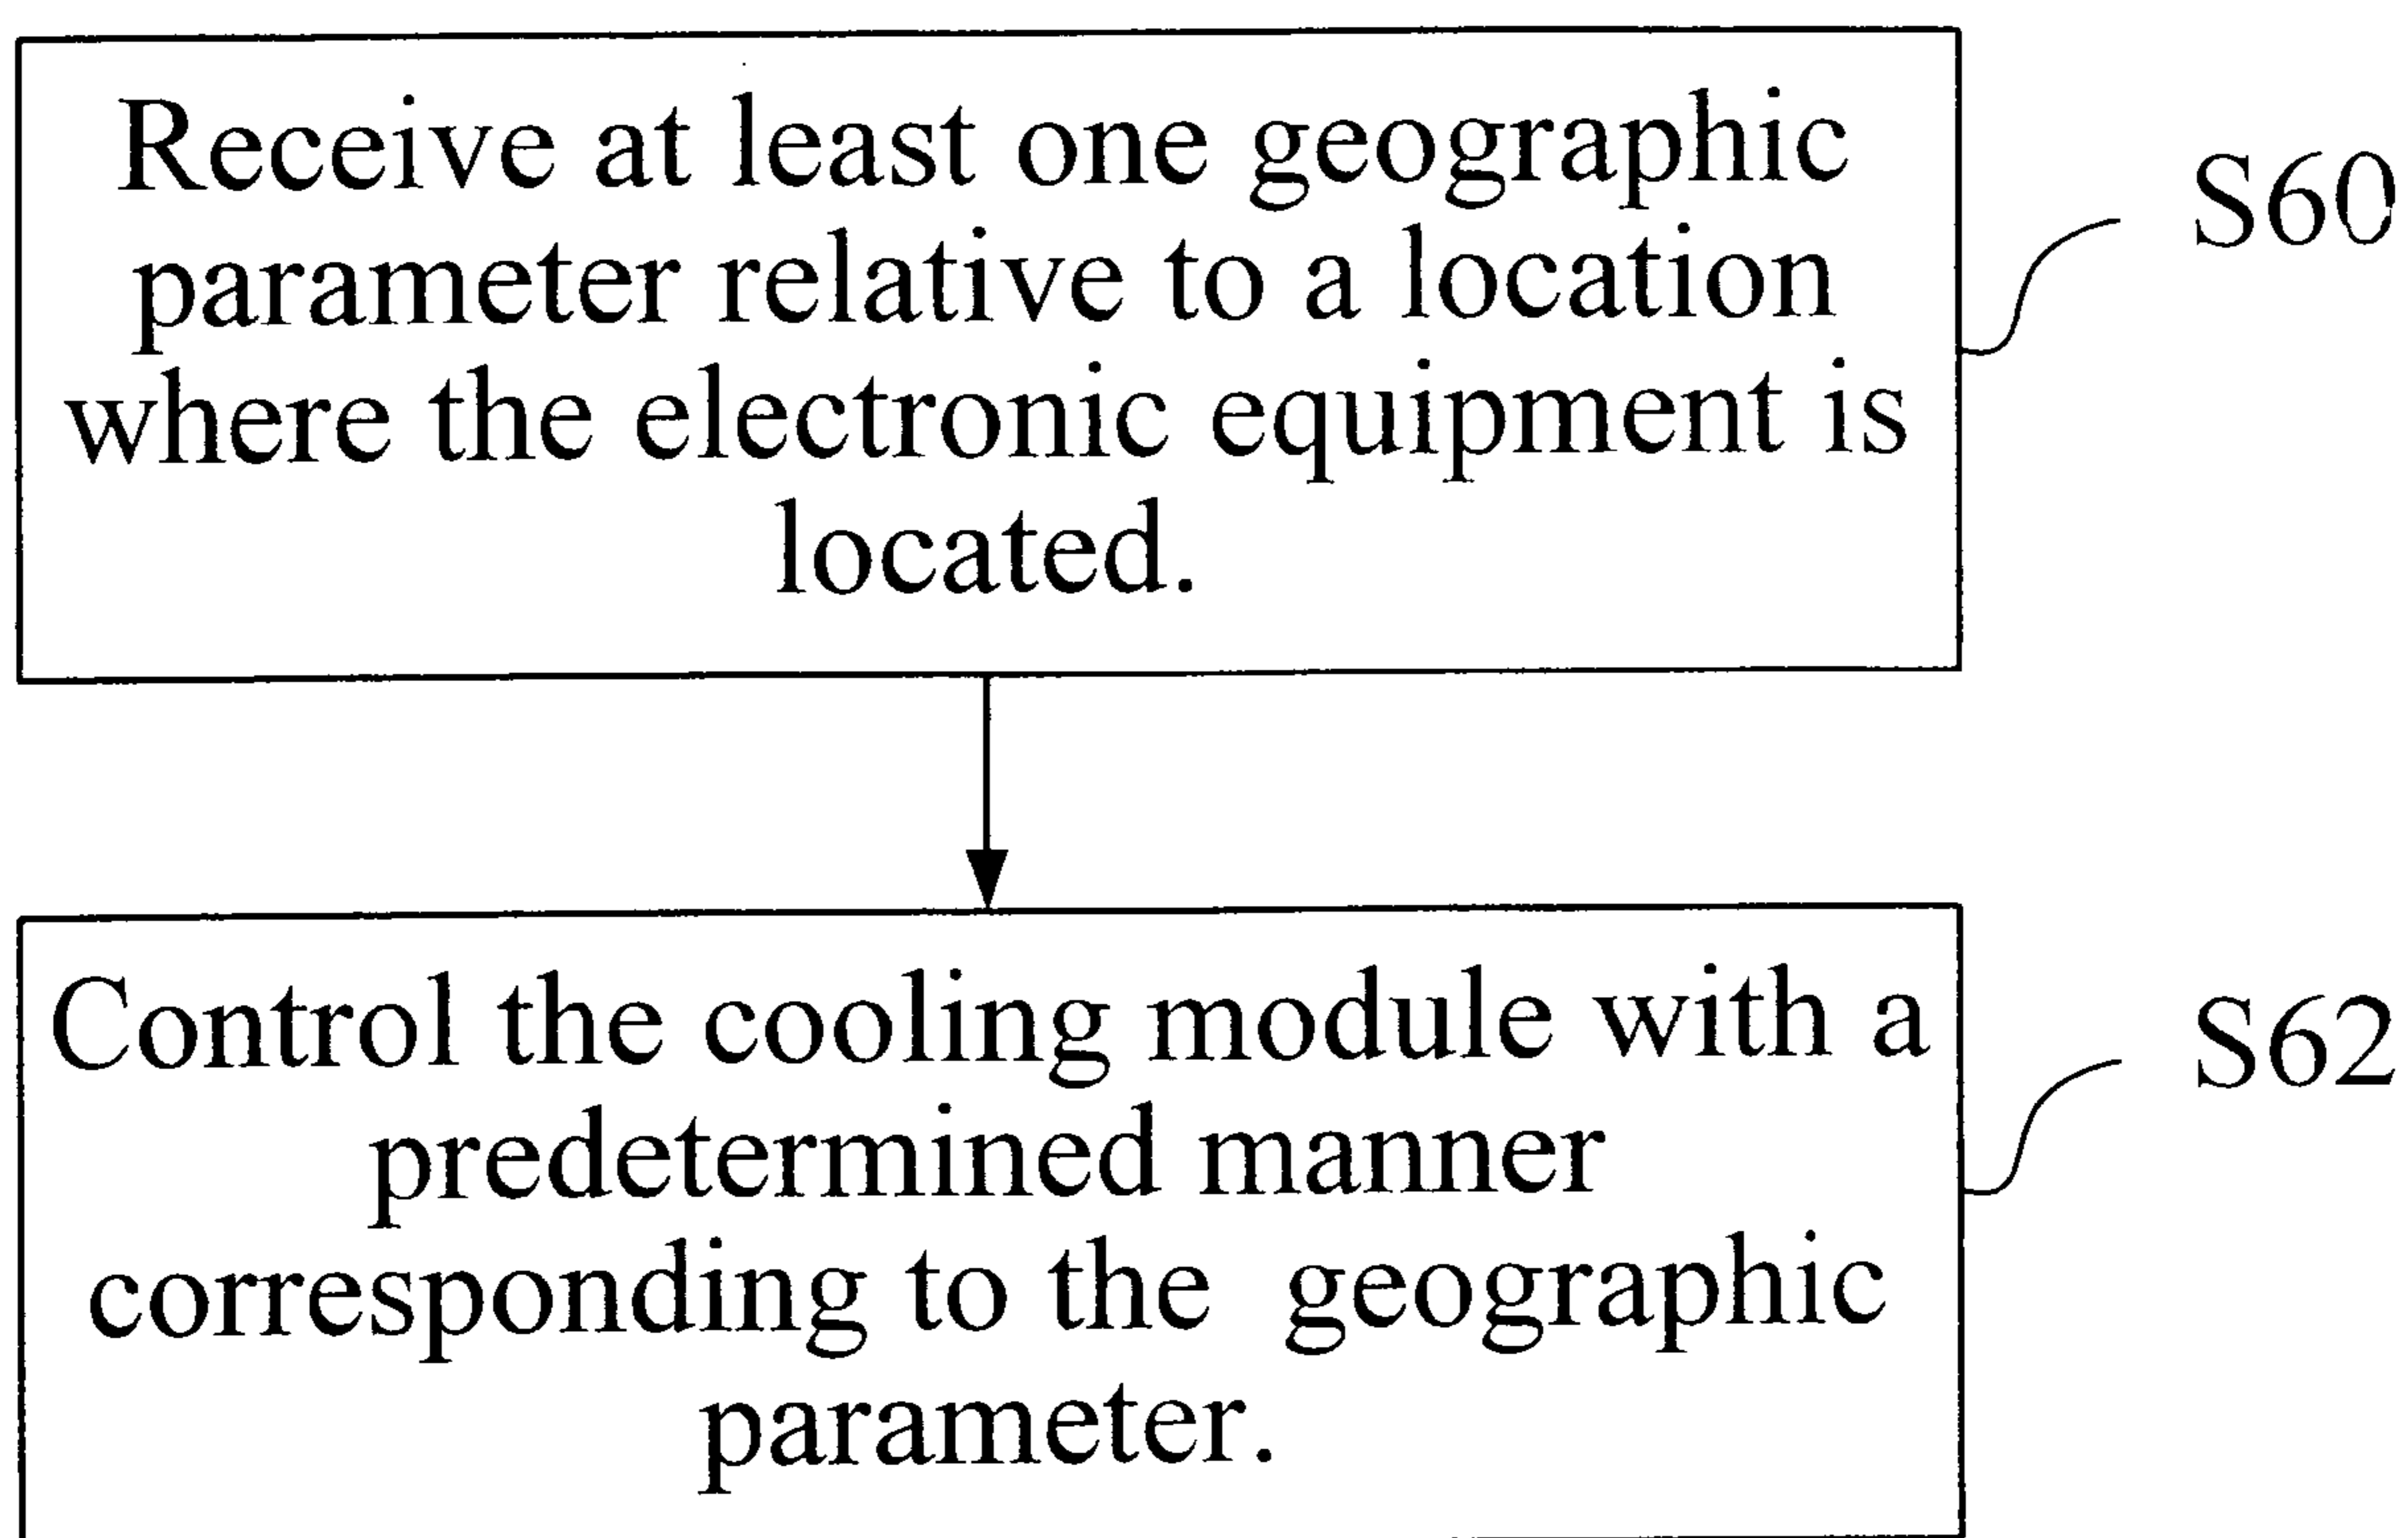 Receive at least one geographic
parameter relative to a location
where the electronic equipment is
located.
S60
Control the cooling module with a
predetermined manner
corresponding to the geographic
parameter.
S62